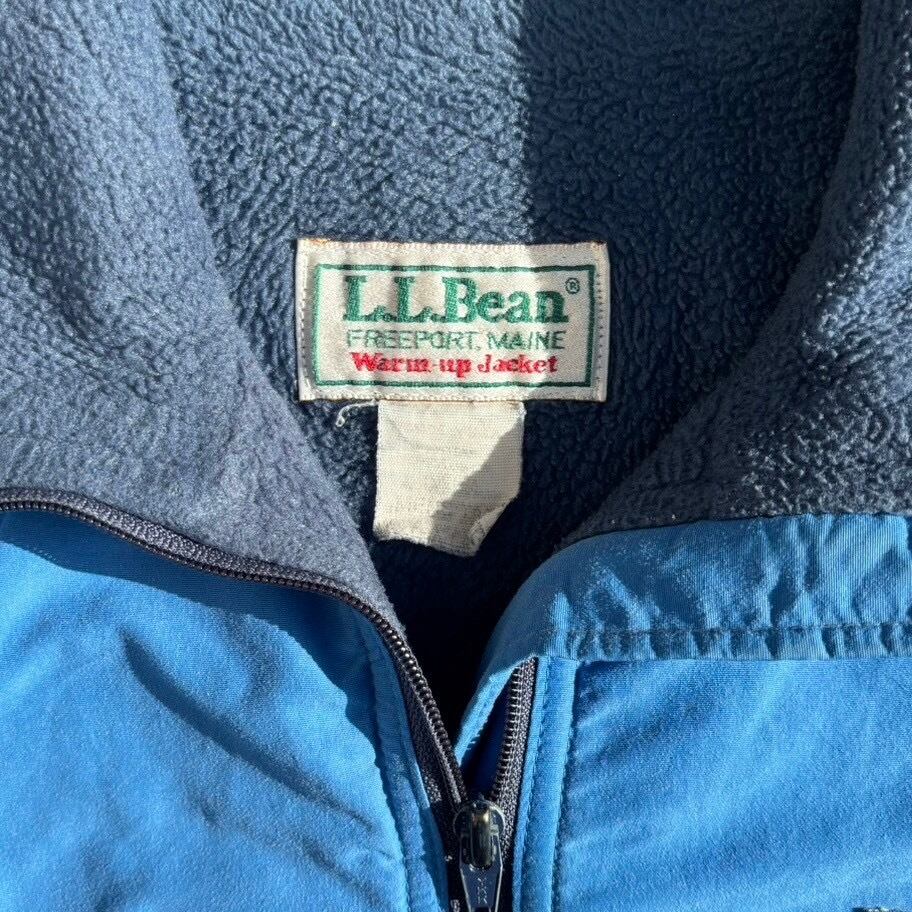 L.L.Bean®
FREEPORT, MAINE
Warm-up Jacket